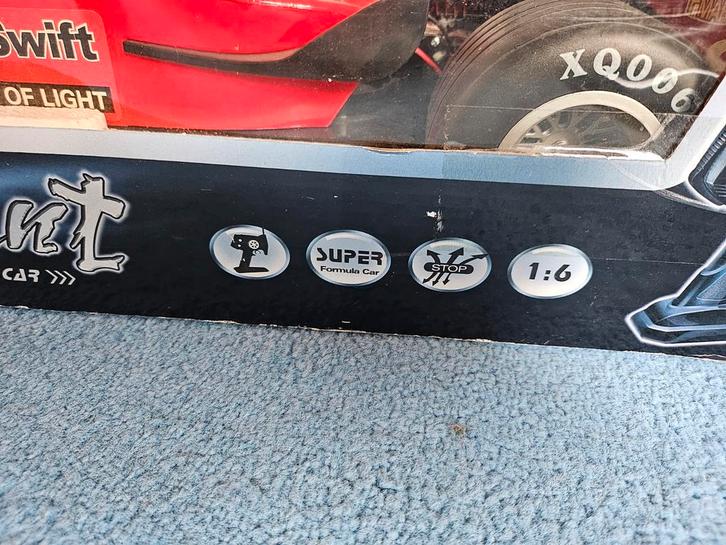 Swift
OF LIGHT
XQ006
nt
CAR >>>
SUPER
Formula Car
STOP
1:6